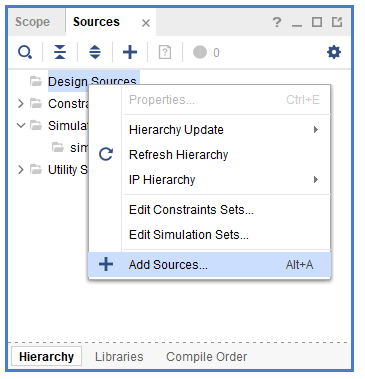 Scope Sources
0
Design Sources
Constra
Properties... Ctrl+E
Simulat
Hierarchy Update
sim
Refresh Hierarchy
Utility S
IP Hierarchy
Edit Constraints Sets...
Edit Simulation Sets...
Add Sources... Alt+A
Hierarchy Libraries Compile Order